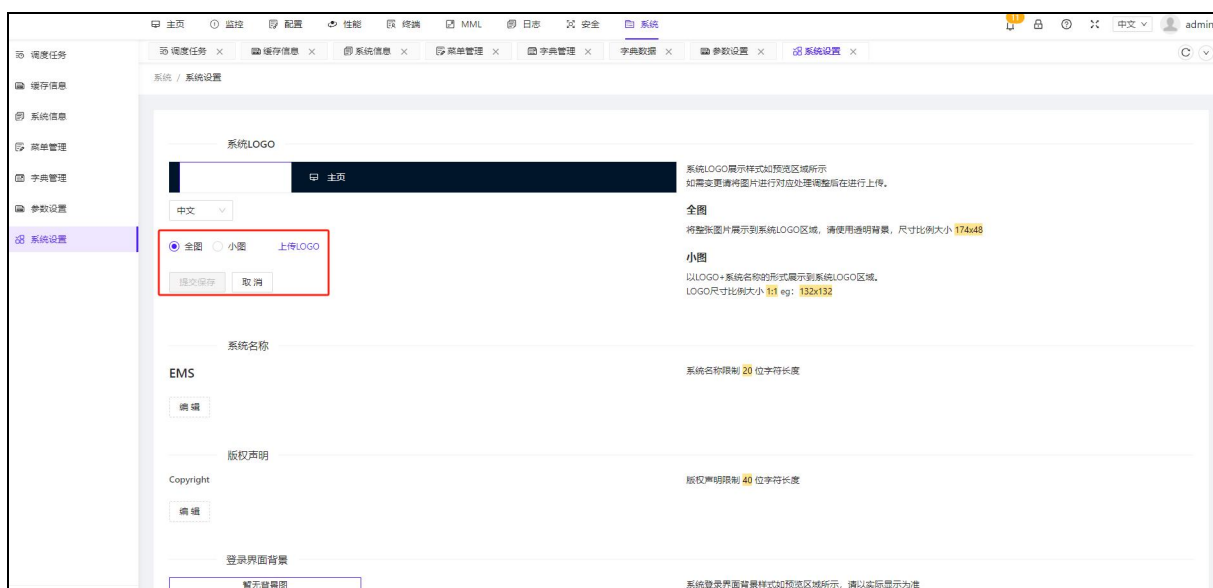 主页 监控 配置 性能 终端 MML 日志 安全 系统 11 中文 admin
调度任务 缓存信息 系统信息 菜单管理 字典管理 字典数据 参数设置 系统设置
系统 / 系统设置
调度任务
缓存信息
系统信息
菜单管理
字典管理
参数设置
系统设置
系统LOGO
主页
中文
全图 小图 上传LOGO
提交保存 取 消
系统LOGO展示样式如预览区域所示
如需变更请将图片进行对应处理调整后在进行上传。
全图
将整张图片展示到系统LOGO区域，请使用透明背景，尺寸比例大小 174x48
小图
以LOGO+系统名称的形式展示到系统LOGO区域。
LOGO尺寸比例大小 1:1 eg：132x132
系统名称
EMS
系统名称限制 20 位字符长度
编 辑
版权声明
Copyright
版权声明限制 40 位字符长度
编 辑
登录界面背景
暂无背景图
系统登录界面背景样式如预览区域所示，请以实际显示为准